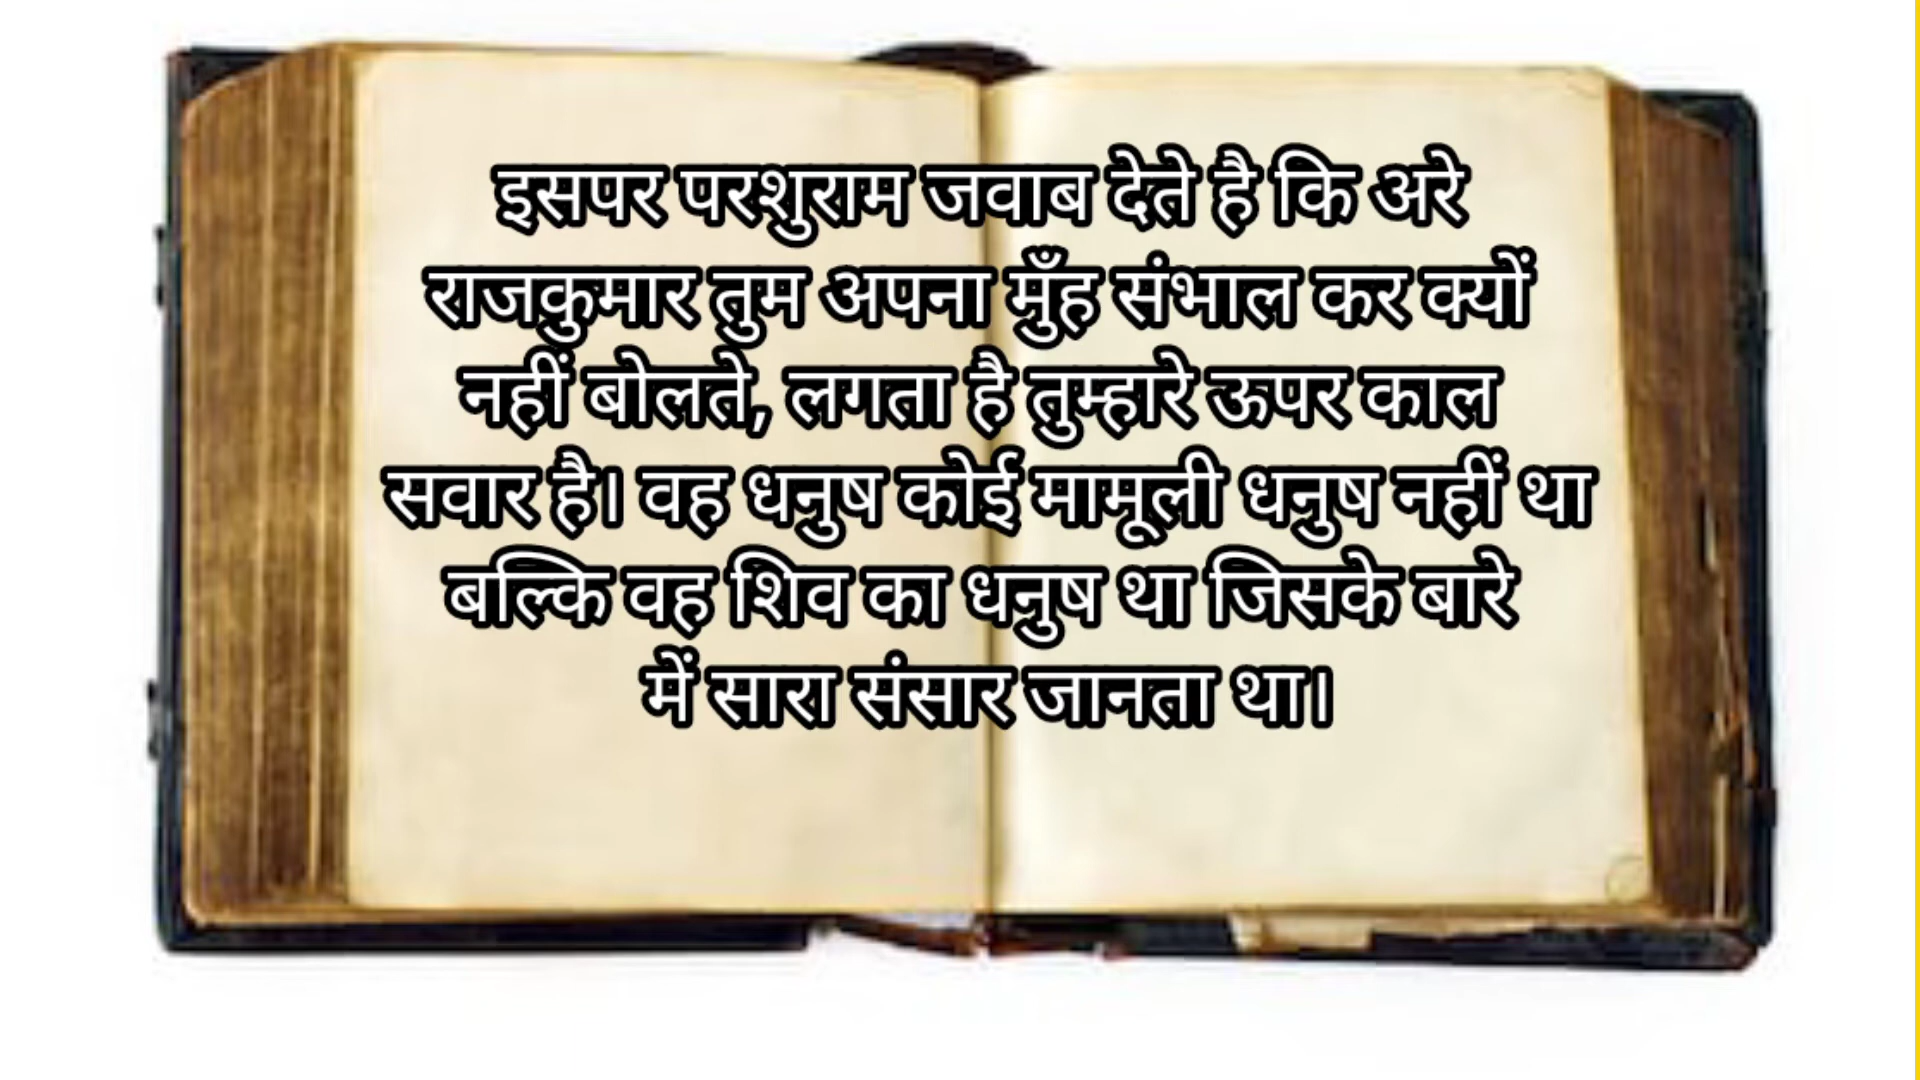 इसपर परशुराम जवाब देते है कि अरे
राजकुमार तुम अपना मुँह संभाल कर क्यों
नहीं बोलते, लगता है तुम्हारे ऊपर काल
सवार है। वह धनुष कोई मामूली धनुष नहीं था
बल्कि वह शिव का धनुष था जिसके बारे
में सारा संसार जानता था।